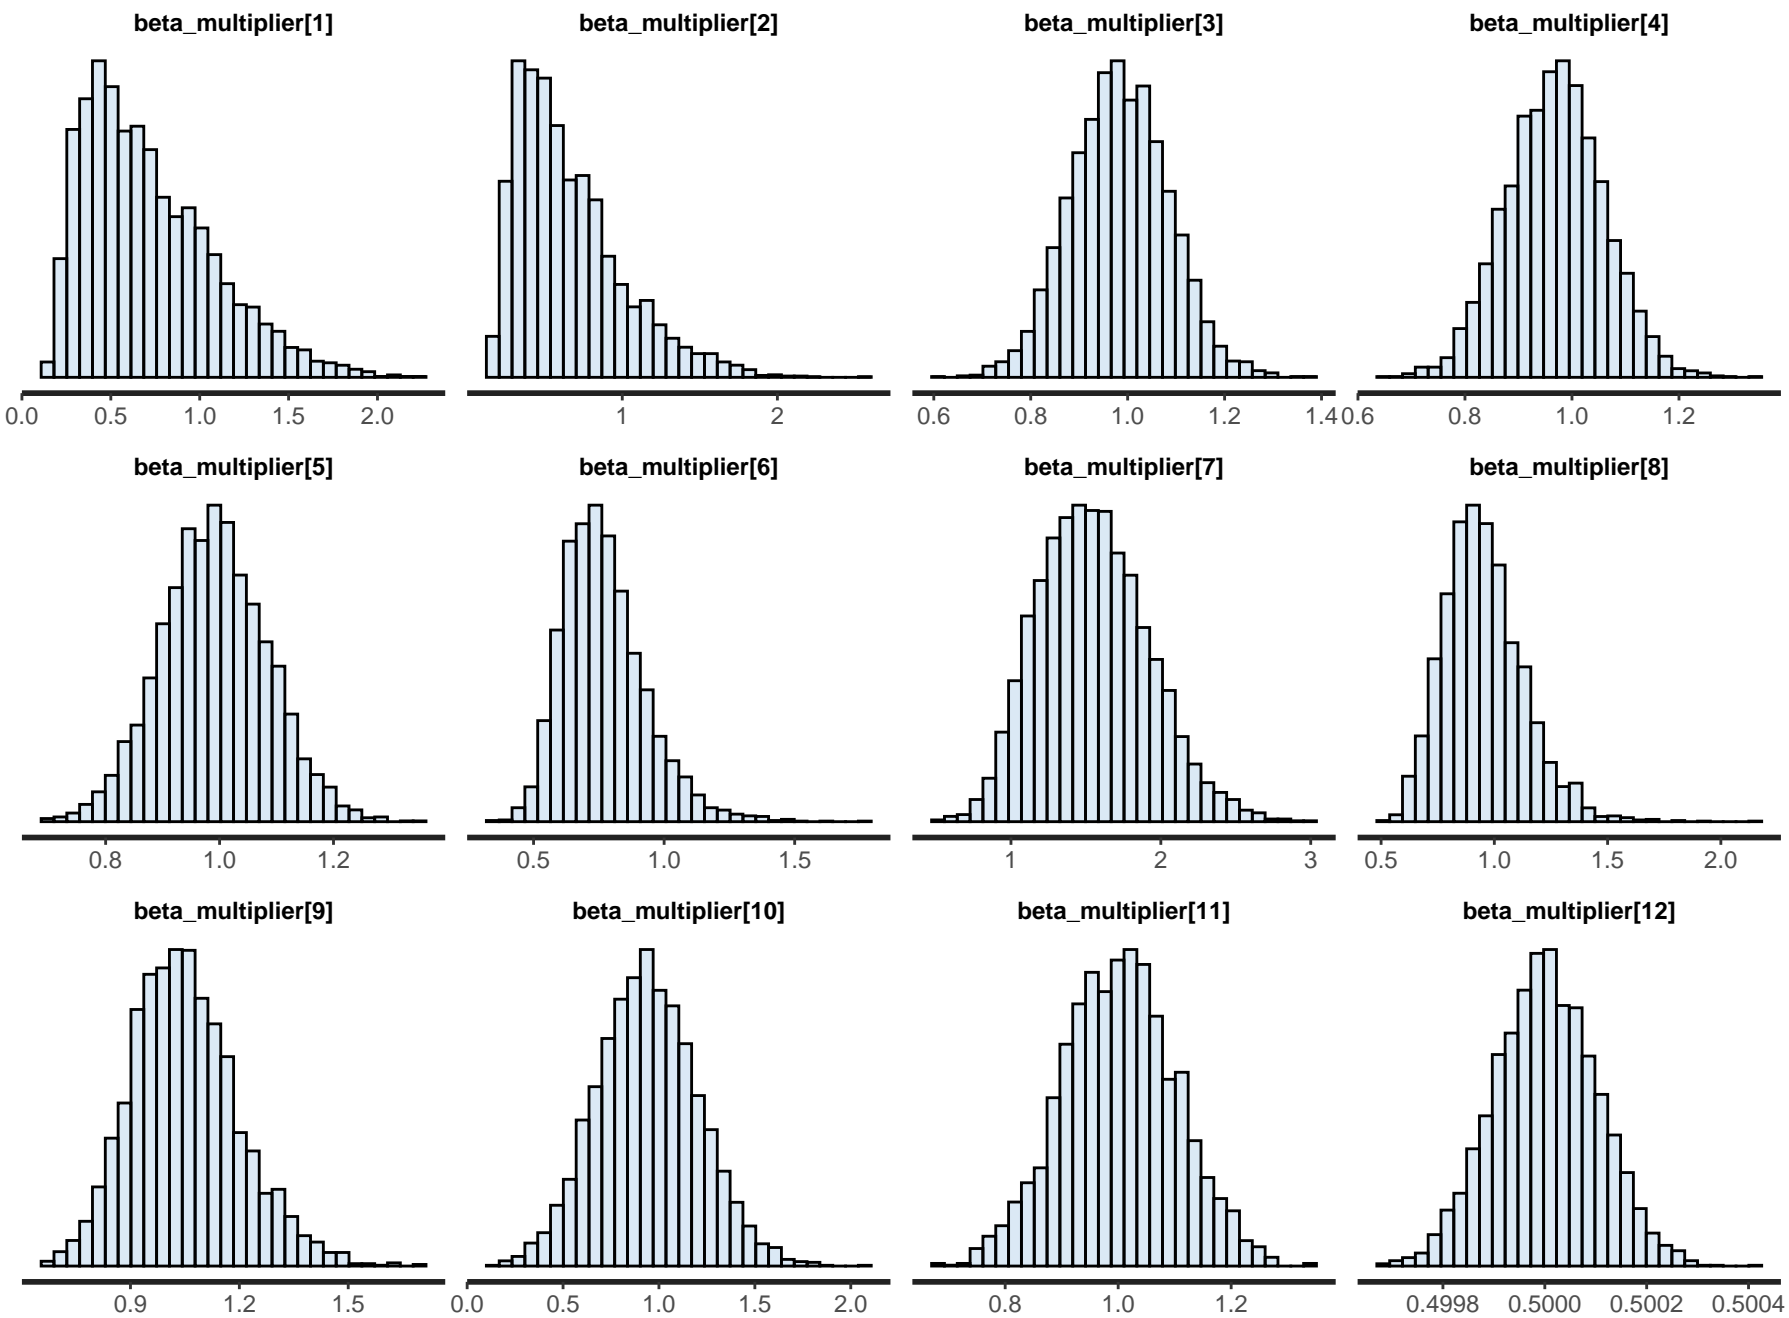 beta_multiplier[1] beta_multiplier[2] beta_multiplier[3] beta_multiplier[4]
0.0 0.5 1.0 1.5 2.0 1 2 0.6 0.8 1.0 1.2 1.4 0.6 0.8 1.0 1.2
beta_multiplier[5] beta_multiplier[6] beta_multiplier[7] beta_multiplier[8]
0.8 1.0 1.2 0.5 1.0 1.5 1 2 3 0.5 1.0 1.5 2.0
beta_multiplier[9] beta_multiplier[10] beta_multiplier[11] beta_multiplier[12]
0.9 1.2 1.5 0.0 0.5 1.0 1.5 2.0 0.8 1.0 1.2 0.4998 0.5000 0.5002 0.5004